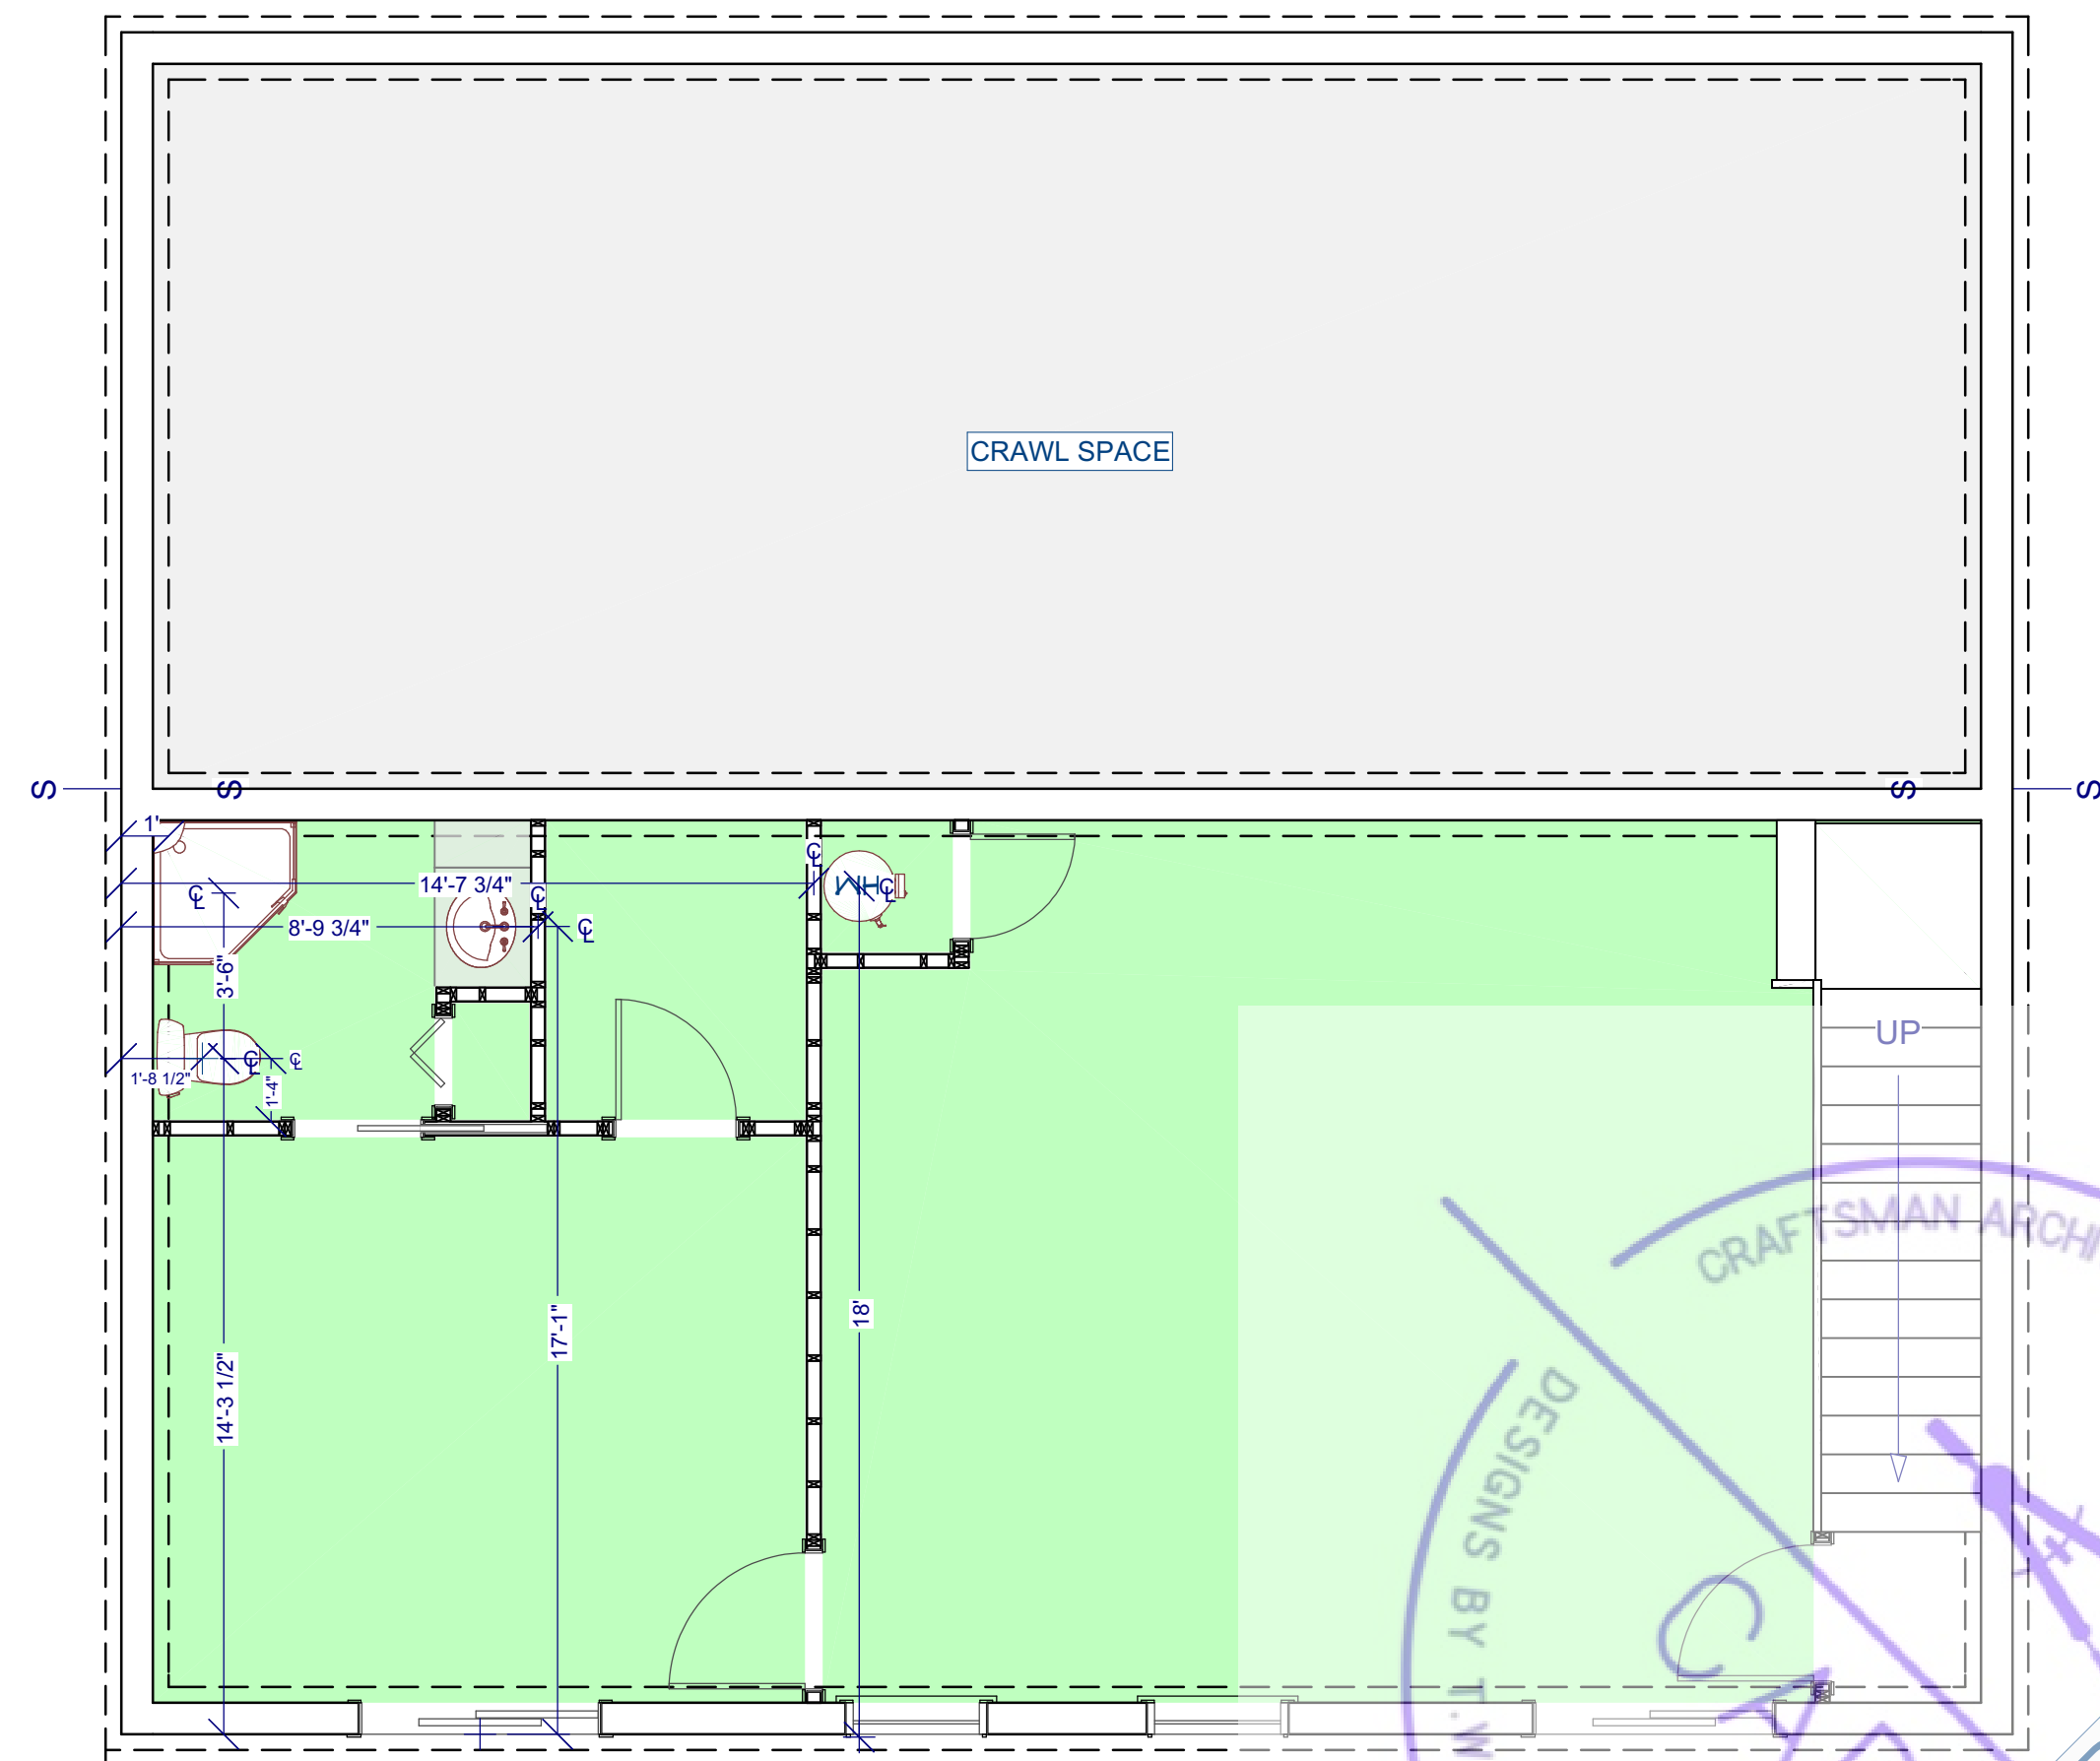 CRAWL SPACE
S
S
S
S
1'
14'-7 3/4"
8'-9 3/4"
3'-6"
WH
1'-8 1/2"
1'-4"
UP
14'-3 1/2"
17'-1"
18'
CRAFTSMAN
DESIGNS BY T.W